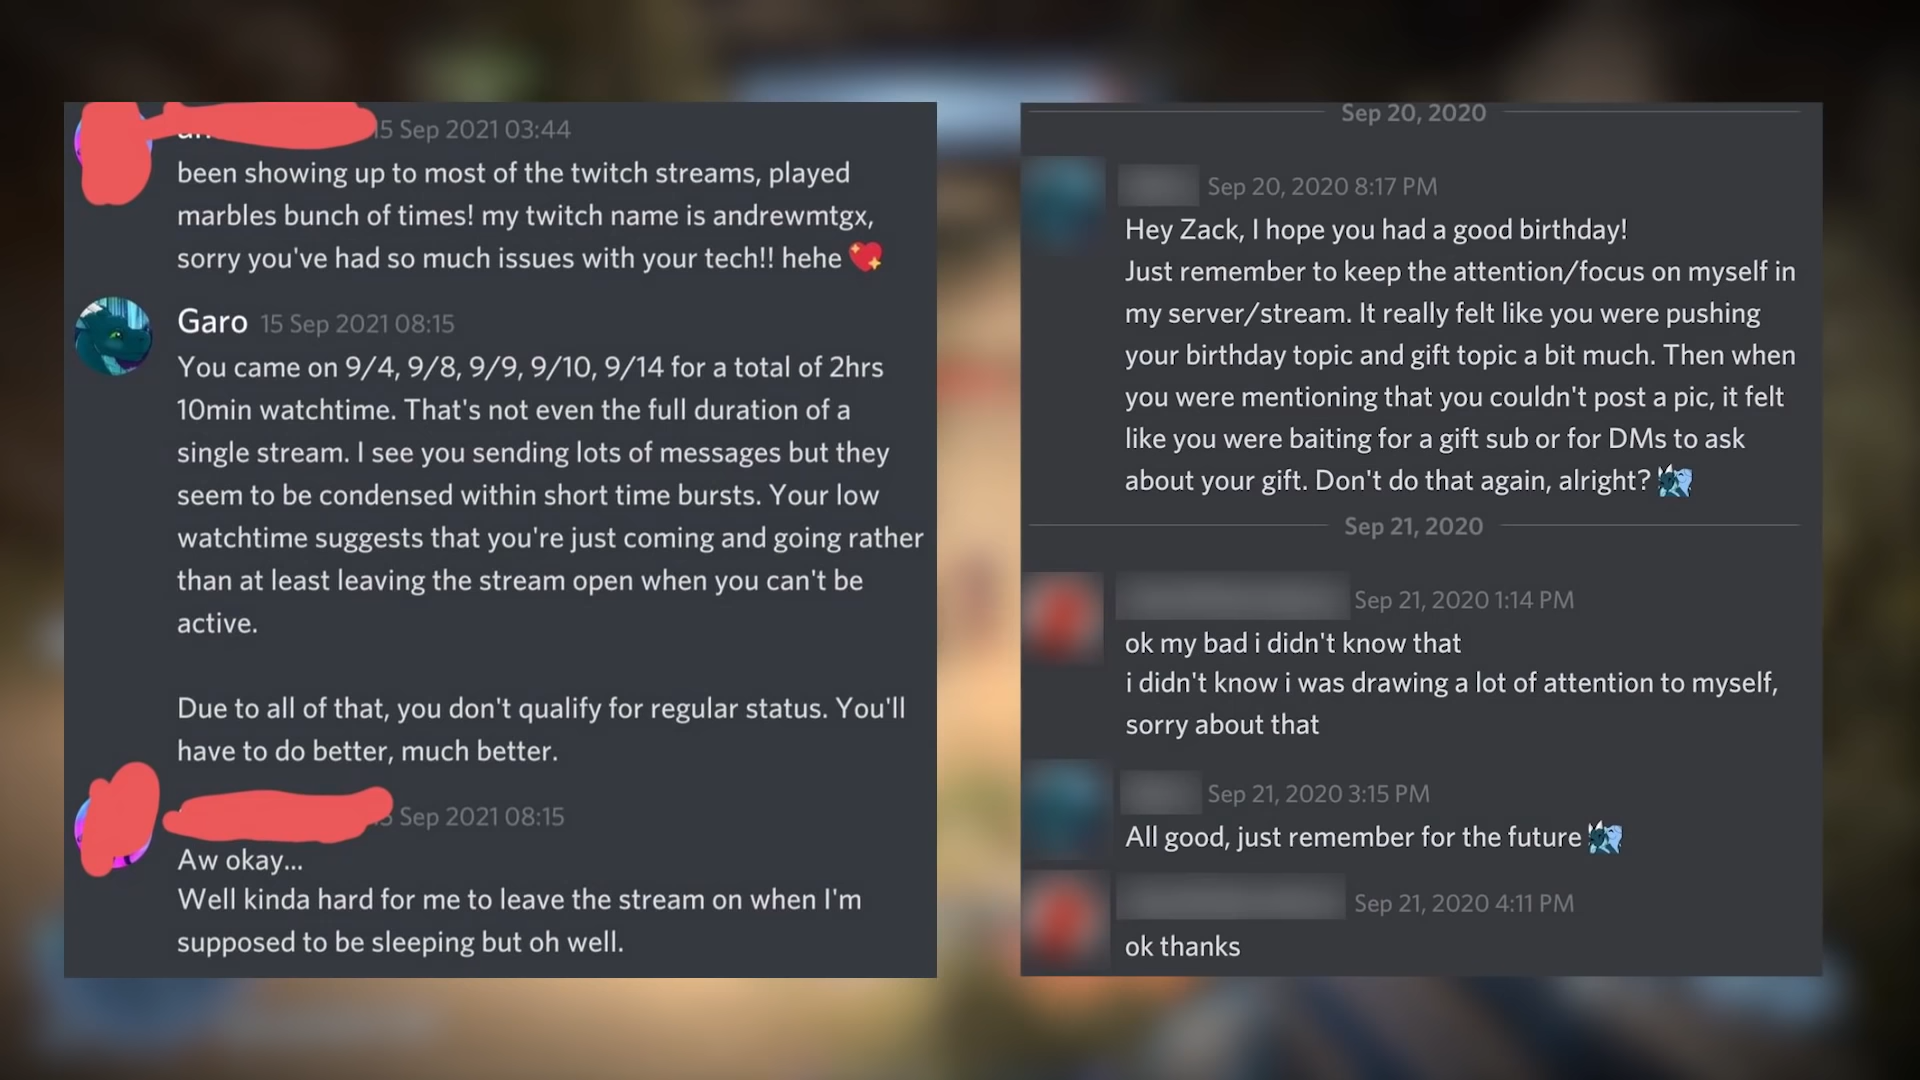 15 Sep 2021 03:44
been showing up to most of the twitch streams, played
marbles bunch of times! my twitch name is andrewmtgx,
sorry you've had so much issues with your tech!! hehe 💖
Garo 15 Sep 2021 08:15
You came on 9/4, 9/8, 9/9, 9/10, 9/14 for a total of 2hrs
10min watchtime. That's not even the full duration of a
single stream. I see you sending lots of messages but they
seem to be condensed within short time bursts. Your low
watchtime suggests that you're just coming and going rather
than at least leaving the stream open when you can't be
active.
Due to all of that, you don't qualify for regular status. You'll
have to do better, much better.
Sep 2021 08:15
Aw okay...
Well kinda hard for me to leave the stream on when I'm
supposed to be sleeping but oh well.
Sep 20, 2020
Sep 20, 2020 8:17 PM
Hey Zack, I hope you had a good birthday!
Just remember to keep the attention/focus on myself in
my server/stream. It really felt like you were pushing
your birthday topic and gift topic a bit much. Then when
you were mentioning that you couldn't post a pic, it felt
like you were baiting for a gift sub or for DMs to ask
about your gift. Don't do that again, alright?
Sep 21, 2020
Sep 21, 2020 1:14 PM
ok my bad i didn't know that
i didn't know i was drawing a lot of attention to myself,
sorry about that
Sep 21, 2020 3:15 PM
All good, just remember for the future
Sep 21, 2020 4:11 PM
ok thanks